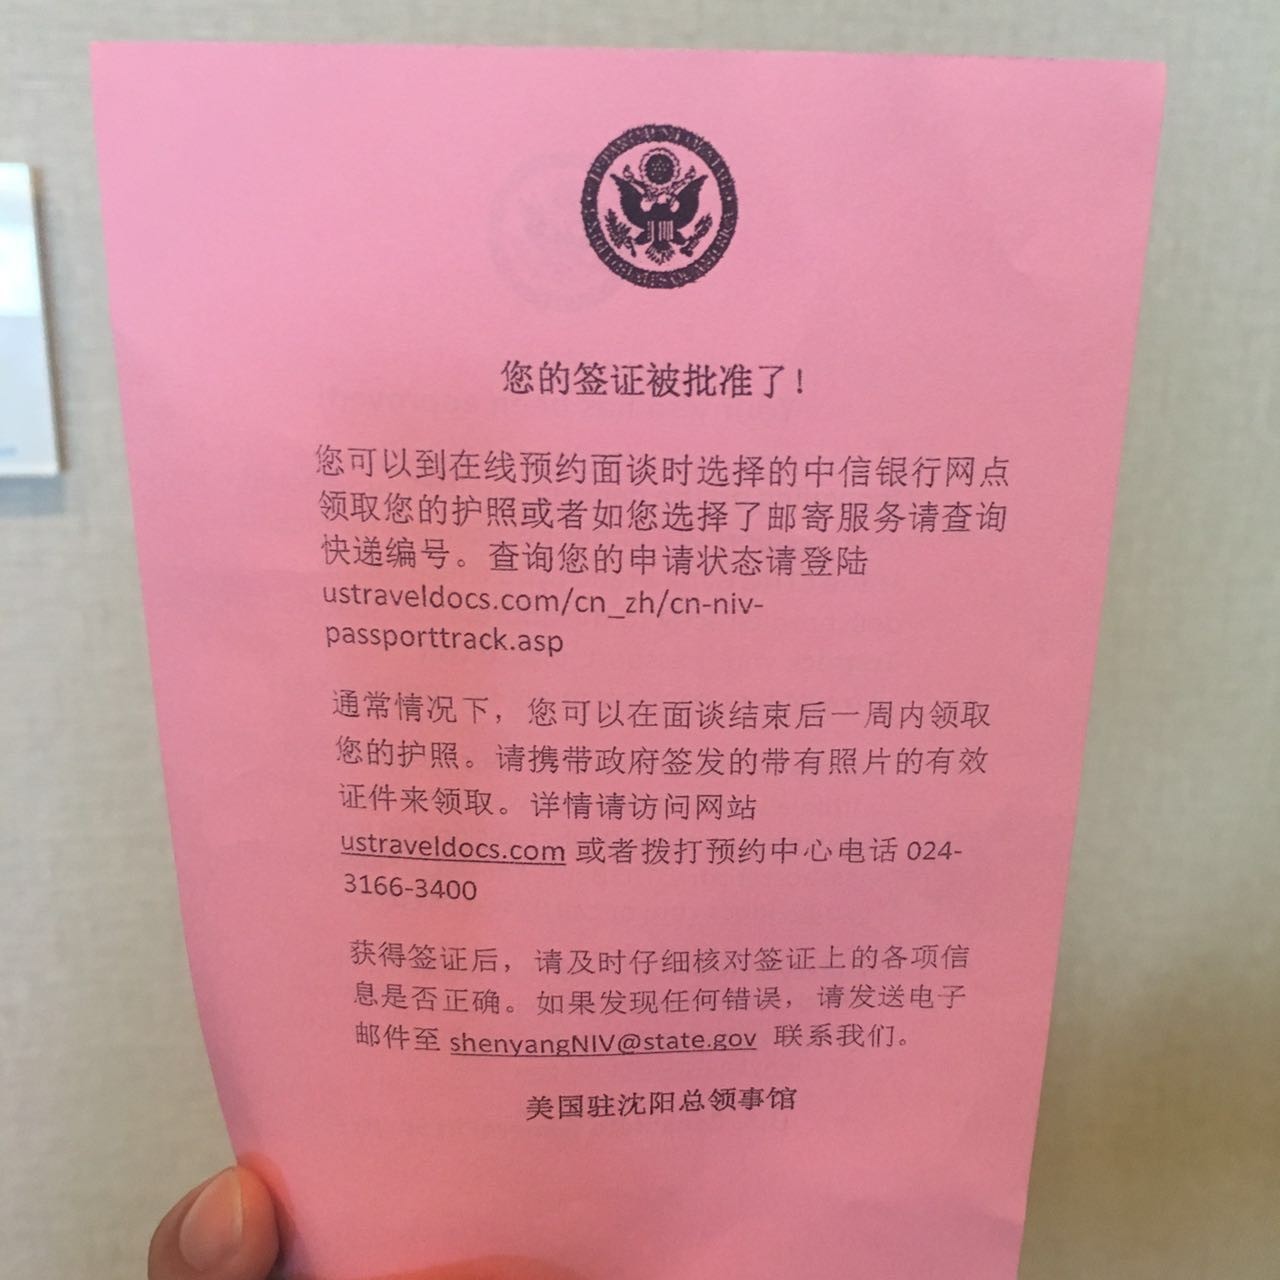 您的签证被批准了！
您可以到在线预约面谈时选择的中信银行网点
领取您的护照或者如您选择了邮寄服务请查询
快递编号。查询您的申请状态请登陆
ustraveldocs.com/cn_zh/cn-niv-
passporttrack.asp
通常情况下，您可以在面谈结束后一周内领取
您的护照。请携带政府签发的带有照片的有效
证件来领取。详情请访问网站
ustraveldocs.com 或者拨打预约中心电话 024-
3166-3400
获得签证后，请及时仔细核对签证上的各项信
息是否正确。如果发现任何错误，请发送电子
邮件至 shenyangNIV@state.gov 联系我们。
美国驻沈阳总领事馆